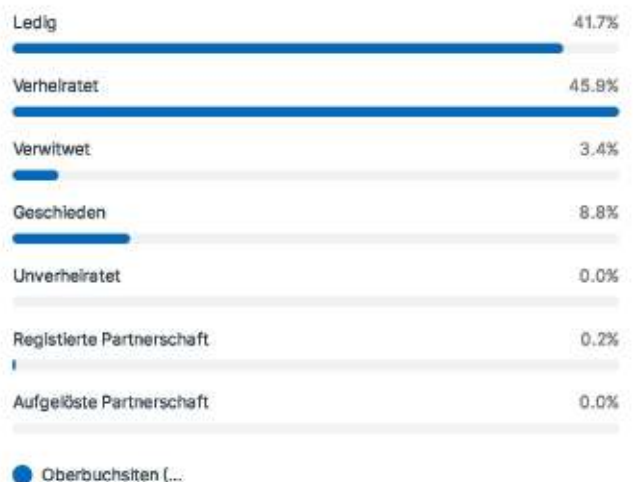 Ledig 41.7%
Verheiratet 45.9%
Verwitwet 3.4%
Geschieden 8.8%
Unverheiratet 0.0%
Registierte Partnerschaft 0.2%
Aufgelöste Partnerschaft 0.0%
Oberbuchsiten (...